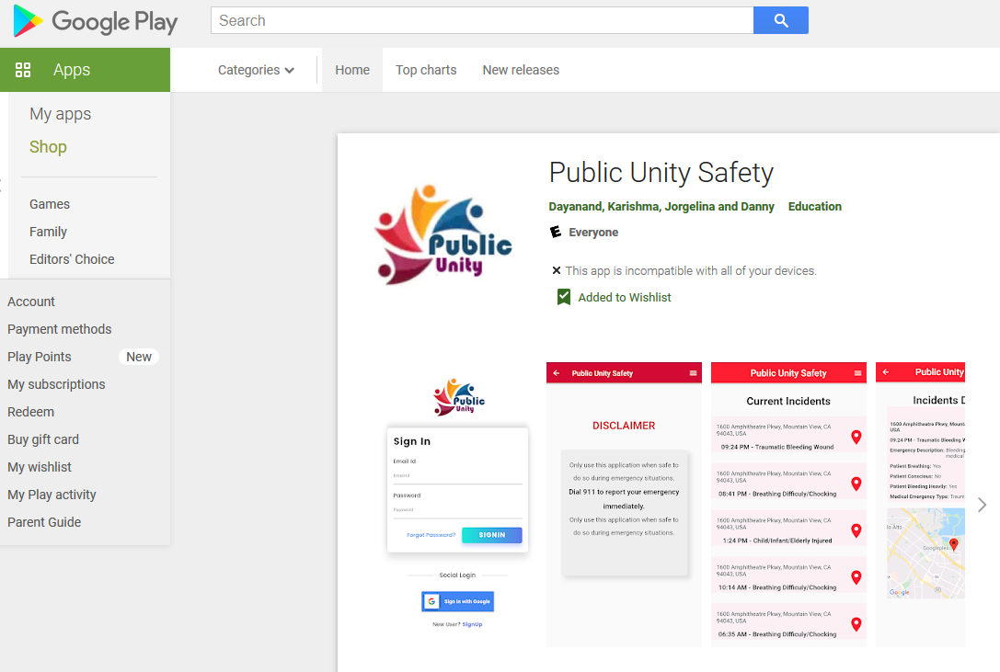 Google Play
Search
Apps
Categories
Home
Top charts
New releases
My apps
Shop
Games
Family
Editors' Choice
Account
Payment methods
Play Points
New
My subscriptions
Redeem
Buy gift card
My wishlist
My Play activity
Parent Guide
Public Unity
Public Unity Safety
Dayanand, Karishma, Jorgelina and Danny
Education
E
Everyone
This app is incompatible with all of your devices.
Added to Wishlist
Public Unity
Sign In
Email Id
EmailId
Password
Password
Forgot Password?
SIGNIN
Social Login
G
Sign in with Google
New User? SignUp
Public Unity Safety
DISCLAIMER
Only use this application when safe to
do so during emergency situations.
Dial 911 to report your emergency
immediately.
Only use this application when safe to
do so during emergency situations.
Public Unity Safety
Current Incidents
1600 Amphitheatre Pkwy, Mountain View, CA
94043, USA
09:24 PM - Traumatic Bleeding Wound
1600 Amphitheatre Pkwy, Mountain View, CA
94043, USA
08:41 PM - Breathing Difficuly/Chocking
1600 Amphitheatre Pkwy, Mountain View, CA
94043, USA
1:24 PM - Child/Infant/Elderly Injured
1600 Amphitheatre Pkwy, Mountain View, CA
94043, USA
10:14 AM - Breathing Difficuly/Chocking
1600 Amphitheatre Pkwy, Mountain View, CA
94043, USA
06:35 AM - Breathing Difficuly/Chocking
Public Unity
Incidents D
1600 Amphitheatre Pkwy, Mountain V
USA
09:24 PM - Traumatic Bleeding W
Emergency Description: Bleeding
medical
Patient Breathing: Yes
Patient Conscious: No
Patient Bleeding Heavily: Yes
Medical Emergency Type: Traum
lo Alto
Googleplex
Google